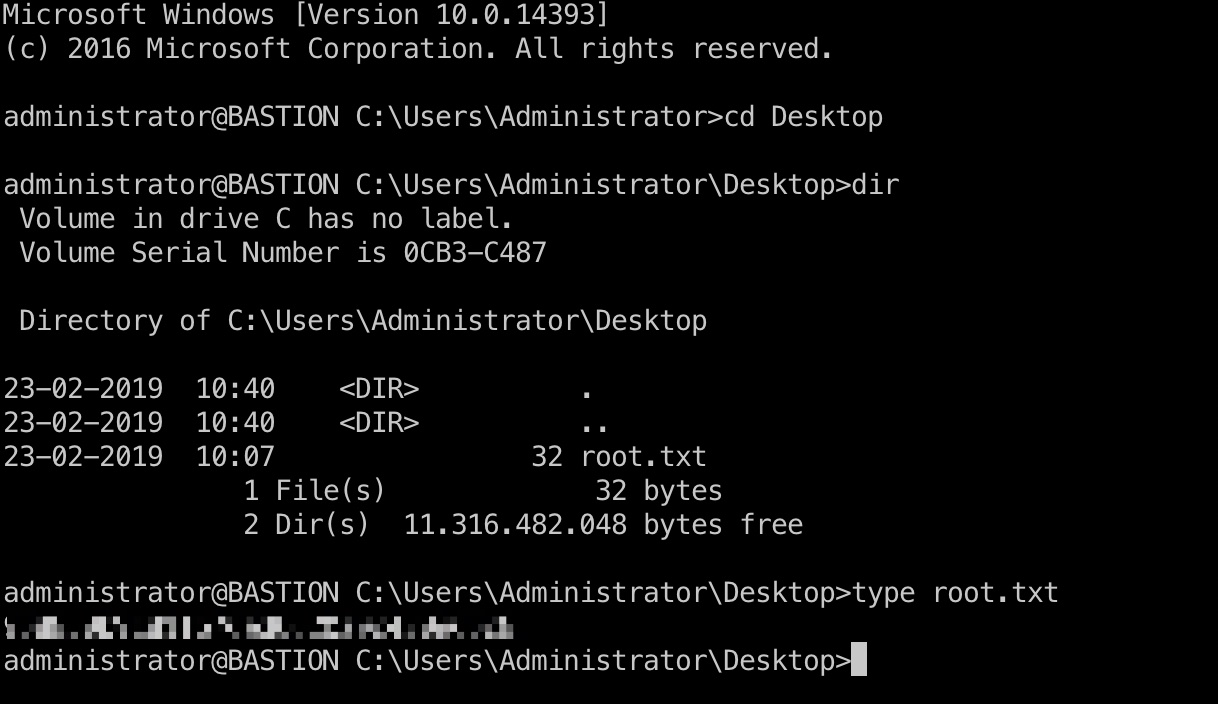 Microsoft Windows [Version 10.0.14393]
(c) 2016 Microsoft Corporation. All rights reserved.
administrator@BASTION C:\Users\Administrator>cd Desktop
administrator@BASTION C:\Users\Administrator\Desktop>dir
Volume in drive C has no label.
Volume Serial Number is 0CB3-C487
Directory of C:\Users\Administrator\Desktop
23-02-2019  10:40    <DIR>          .
23-02-2019  10:40    <DIR>          ..
23-02-2019  10:07                32 root.txt
1 File(s)             32 bytes
2 Dir(s)  11.316.482.048 bytes free
administrator@BASTION C:\Users\Administrator\Desktop>type root.txt
administrator@BASTION C:\Users\Administrator\Desktop>